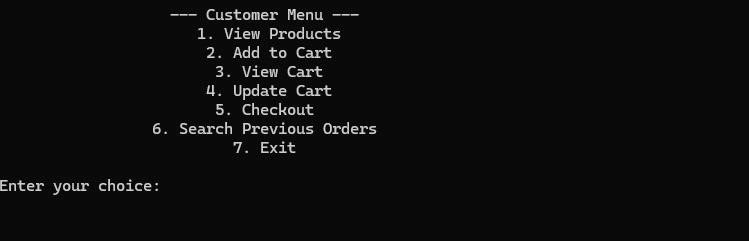 --- Customer Menu ---
1. View Products
2. Add to Cart
3. View Cart
4. Update Cart
5. Checkout
6. Search Previous Orders
7. Exit
Enter your choice: